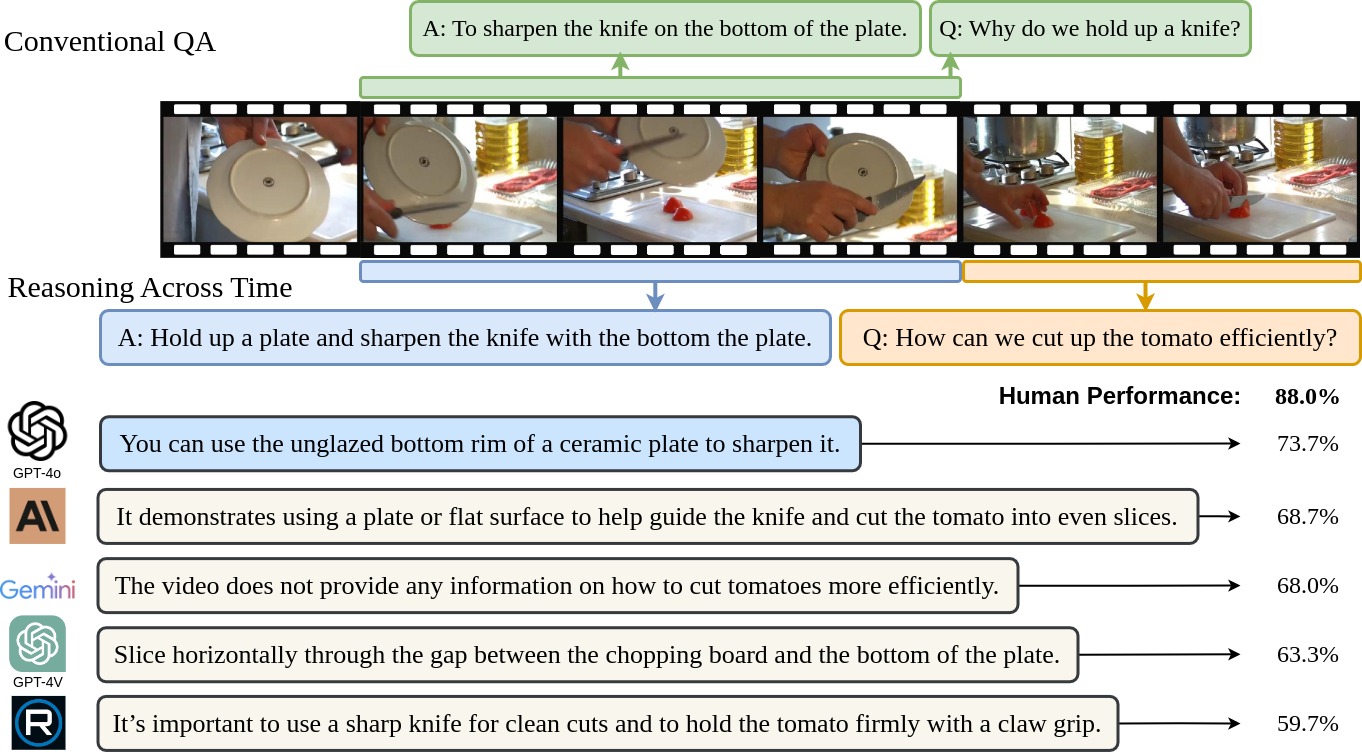 Conventional QA
A: To sharpen the knife on the bottom of the plate.
Q: Why do we hold up a knife?
Reasoning Across Time
A: Hold up a plate and sharpen the knife with the bottom the plate.
Q: How can we cut up the tomato efficiently?
Human Performance: 88.0%
GPT-4o
You can use the unglazed bottom rim of a ceramic plate to sharpen it.
73.7%
AI
It demonstrates using a plate or flat surface to help guide the knife and cut the tomato into even slices.
68.7%
Gemini
The video does not provide any information on how to cut tomatoes more efficiently.
68.0%
GPT-4V
Slice horizontally through the gap between the chopping board and the bottom of the plate.
63.3%
R
It’s important to use a sharp knife for clean cuts and to hold the tomato firmly with a claw grip.
59.7%